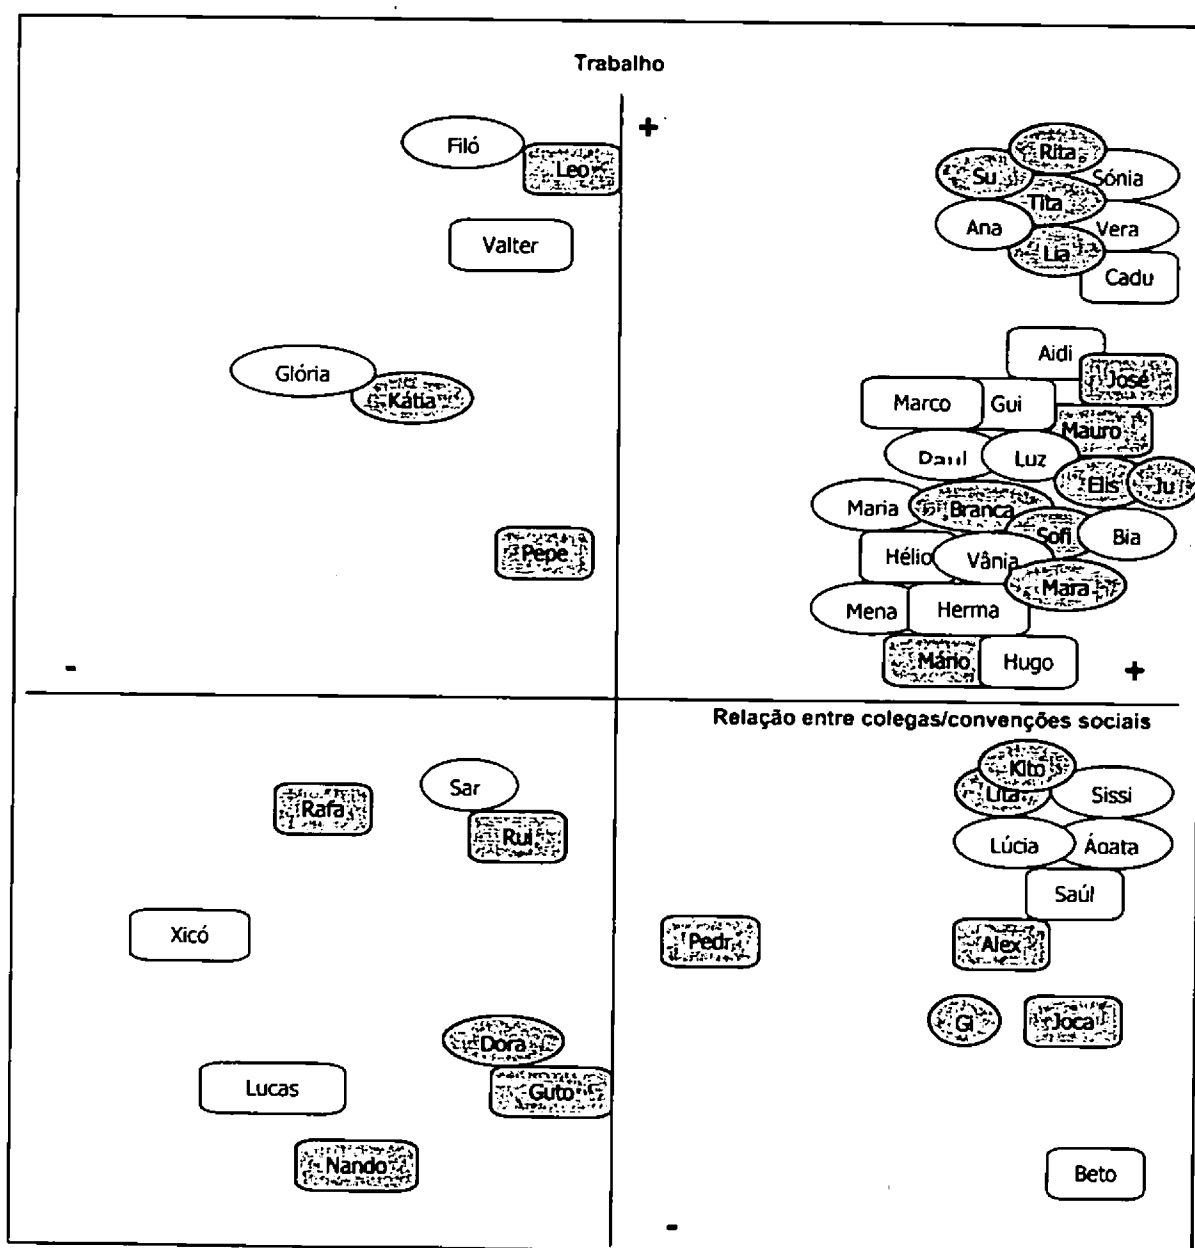 Trabalho
+
Filó
Leo
Rita
Su
Sónia
Tita
Ana
Vera
Lia
Valter
Cadu
Aidi
José
Glória
Kátia
Marco
Gui
Mauro
Luz
Elis
Ju
Maria
Branca
Sofi
Bia
Pepe
Hélio
Vânia
Mara
Mena
Herma
Mário
Hugo
-
+
Relação entre colegas/convenções sociais
Kito
Lita
Sissi
Sar
Rafa
Rui
Lúcia
Ágata
Saúl
Xicó
Pedr
Alex
Gi
Joca
Dora
Lucas
Guto
Nando
Beto
-